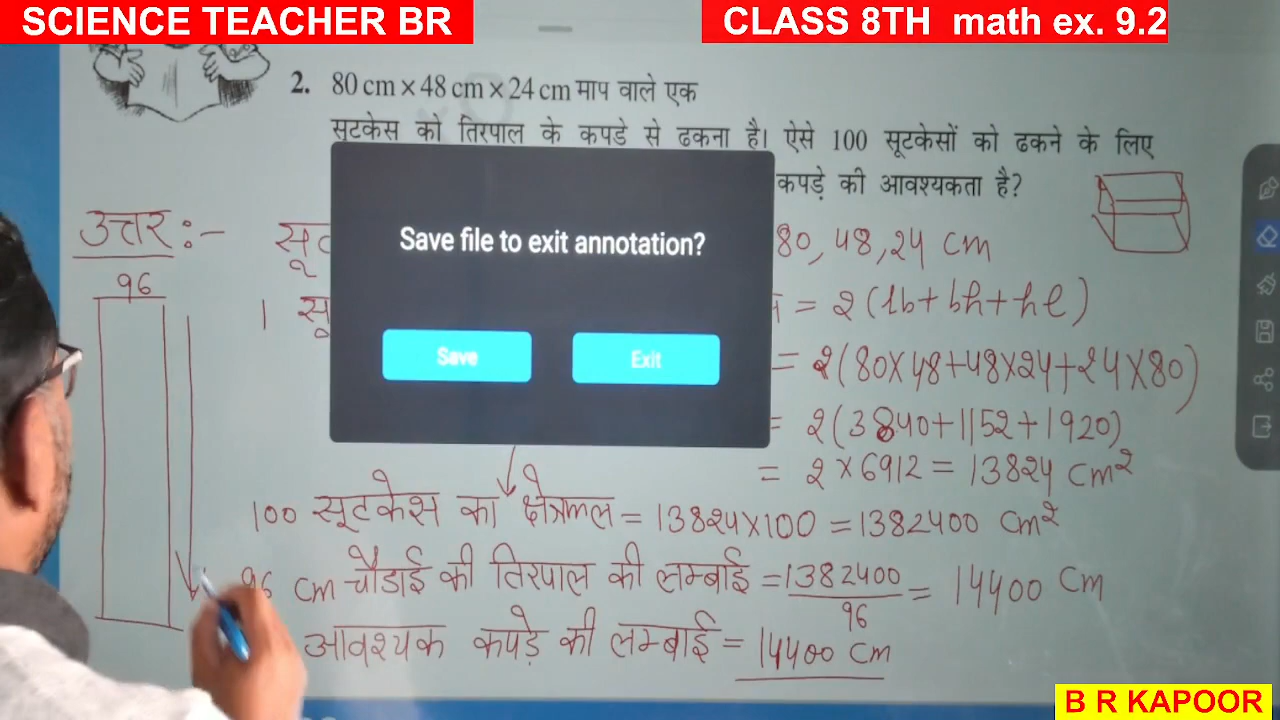 SCIENCE TEACHER BR
CLASS 8TH math ex. 9.2
2. 80 cm × 48 cm × 24 cm माप वाले एक
सूटकेस को तिरपाल के कपडे से ढकना है। ऐसे 100 सूटकेसों को ढकने के लिए
कपड़े की आवश्यकता है?
उत्तर :-
सूट
80, 48, 24 cm
96
1 सू
= 2 (lb + bh + hl)
= 2 (80×48+48×24+24×80)
= 2 (3840+1152+1920)
= 2 × 6912 = 13824 cm²
Save file to exit annotation?
Save
Exit
100 सूटकेस का क्षेत्रफल = 13824×100 = 1382400 cm²
96 cm चौडाई की तिरपाल की लम्बाई = 1382400/96 = 14400 cm
आवश्यक कपड़े की लम्बाई = 14400 cm
B R KAPOOR